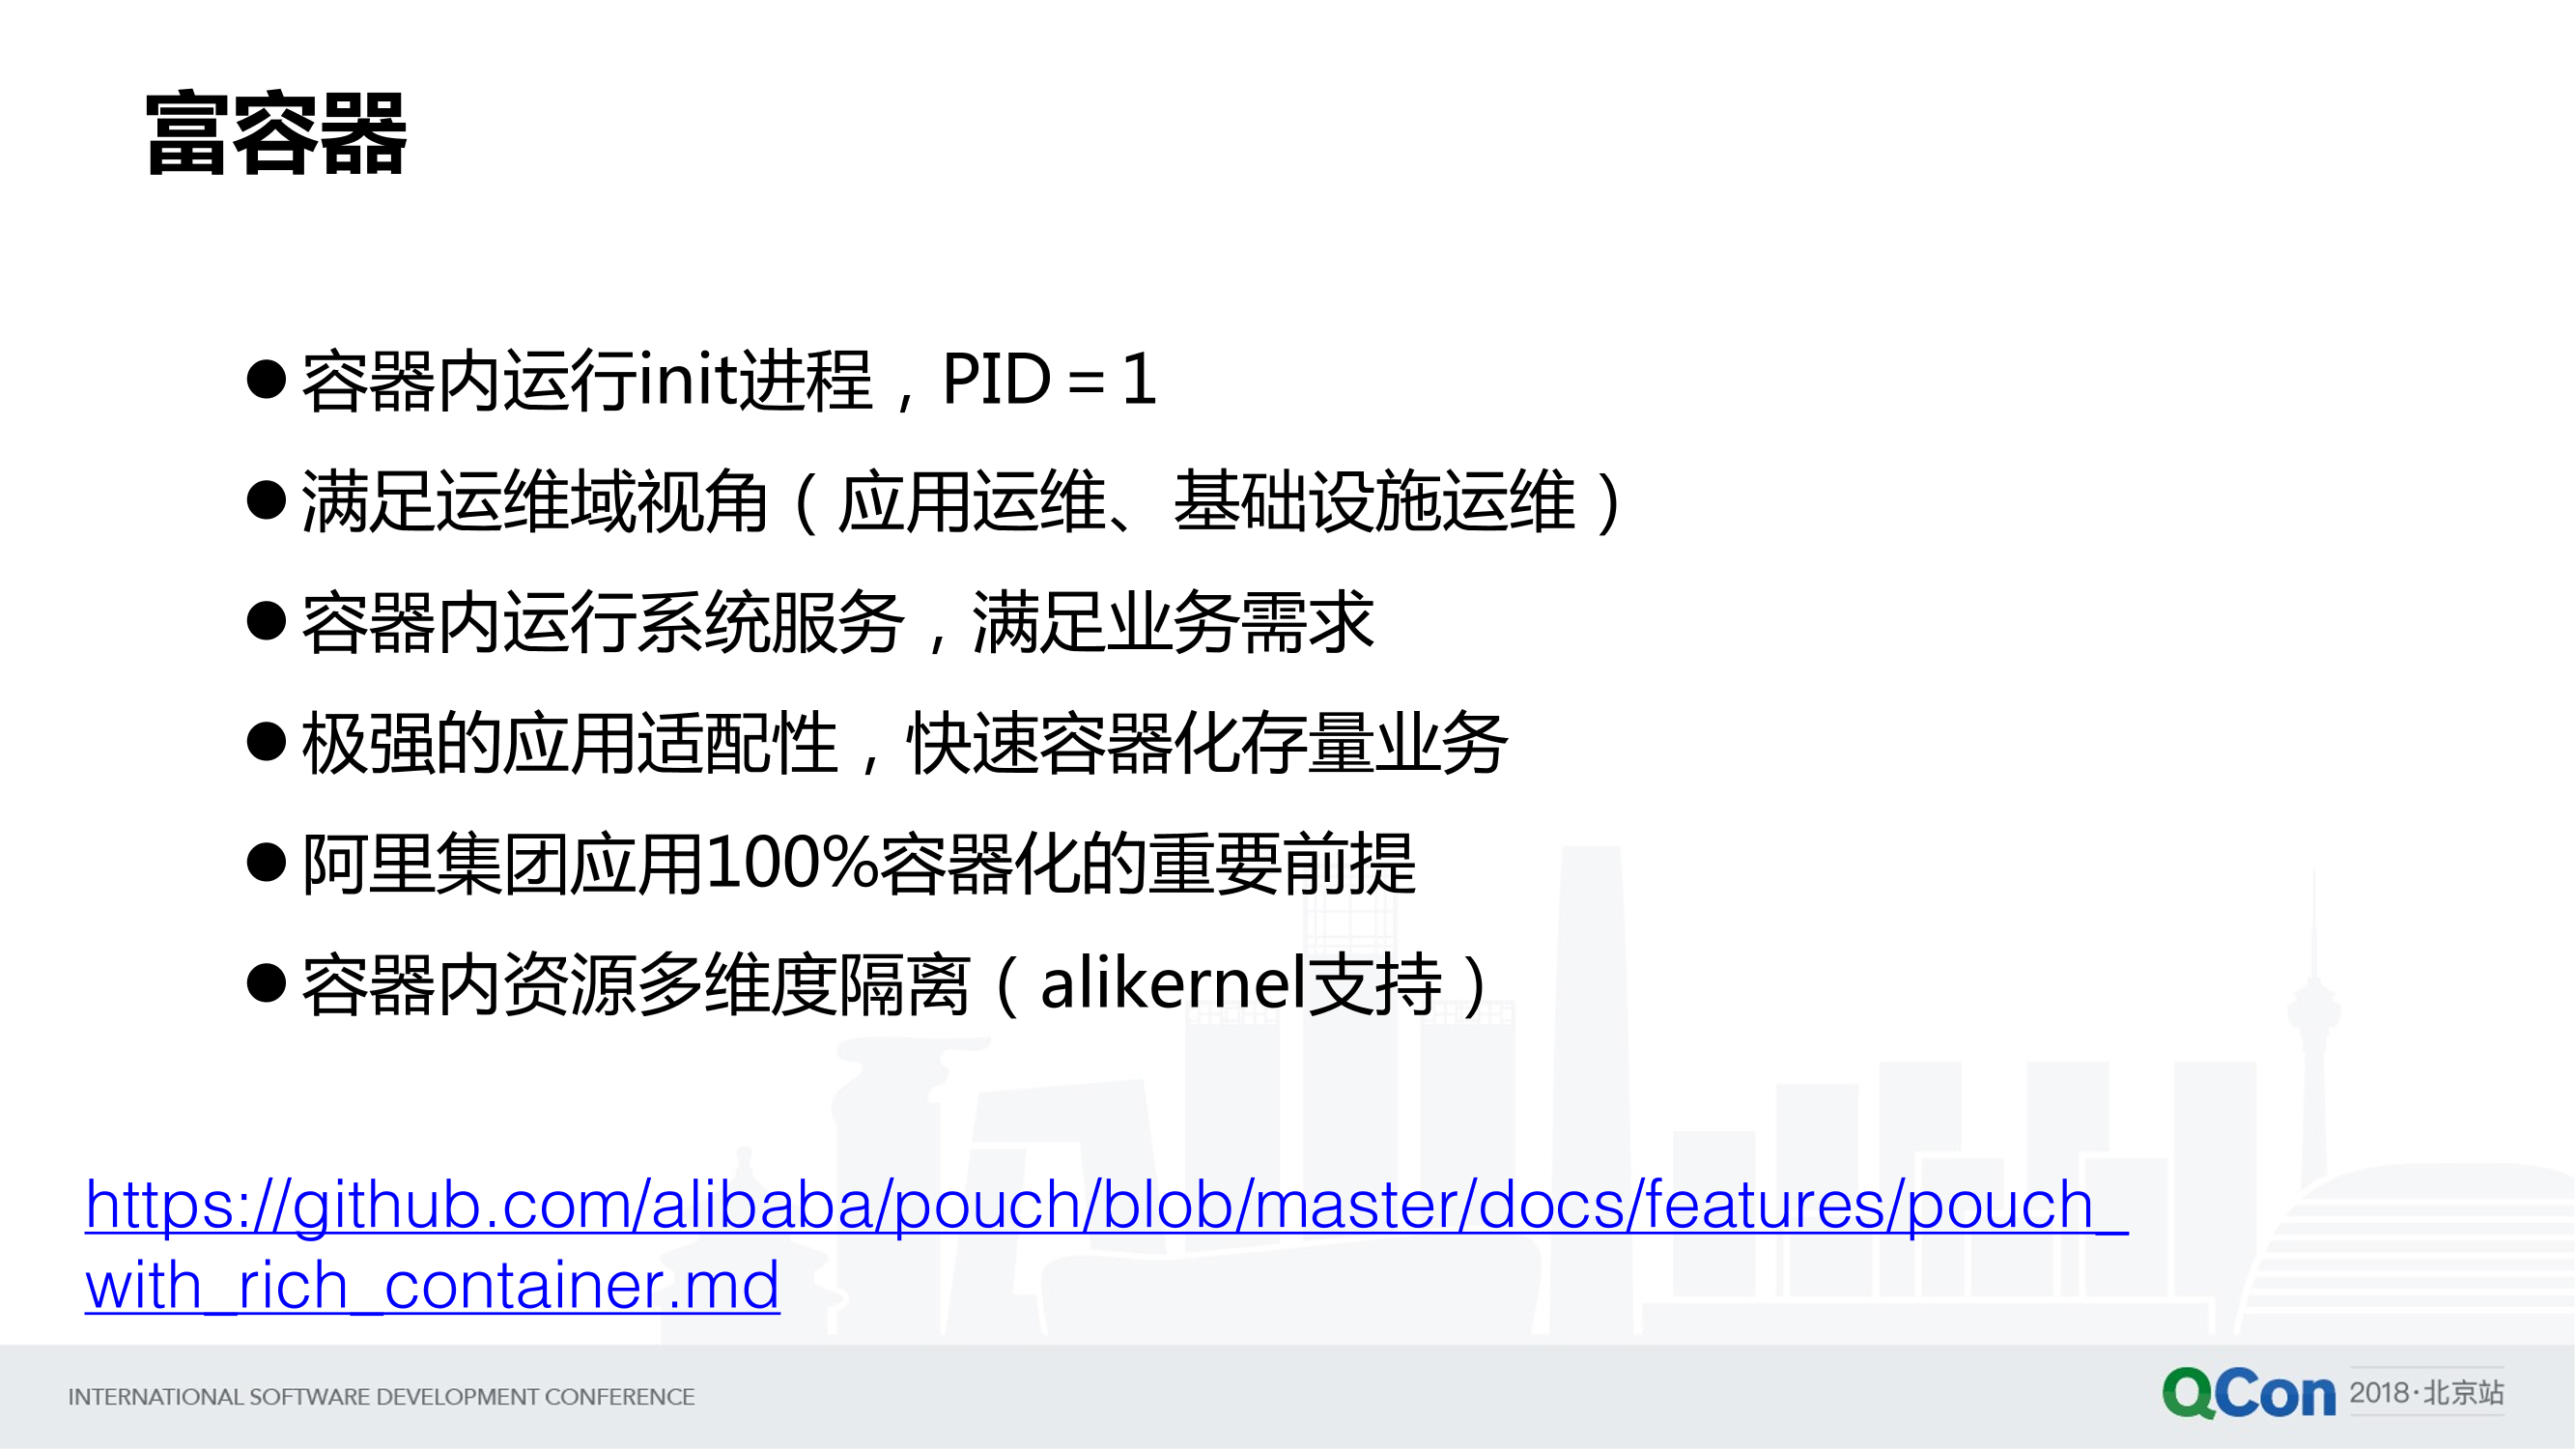 富容器
●容器内运行init进程，PID＝1
●满足运维域视角（应用运维、基础设施运维）
●容器内运行系统服务，满足业务需求
●极强的应用适配性，快速容器化存量业务
●阿里集团应用100%容器化的重要前提
●容器内资源多维度隔离（alikernel支持）
https://github.com/alibaba/pouch/blob/master/docs/features/pouch_
with_rich_container.md
INTERNATIONAL SOFTWARE DEVELOPMENT CONFERENCE
QCon 2018·北京站